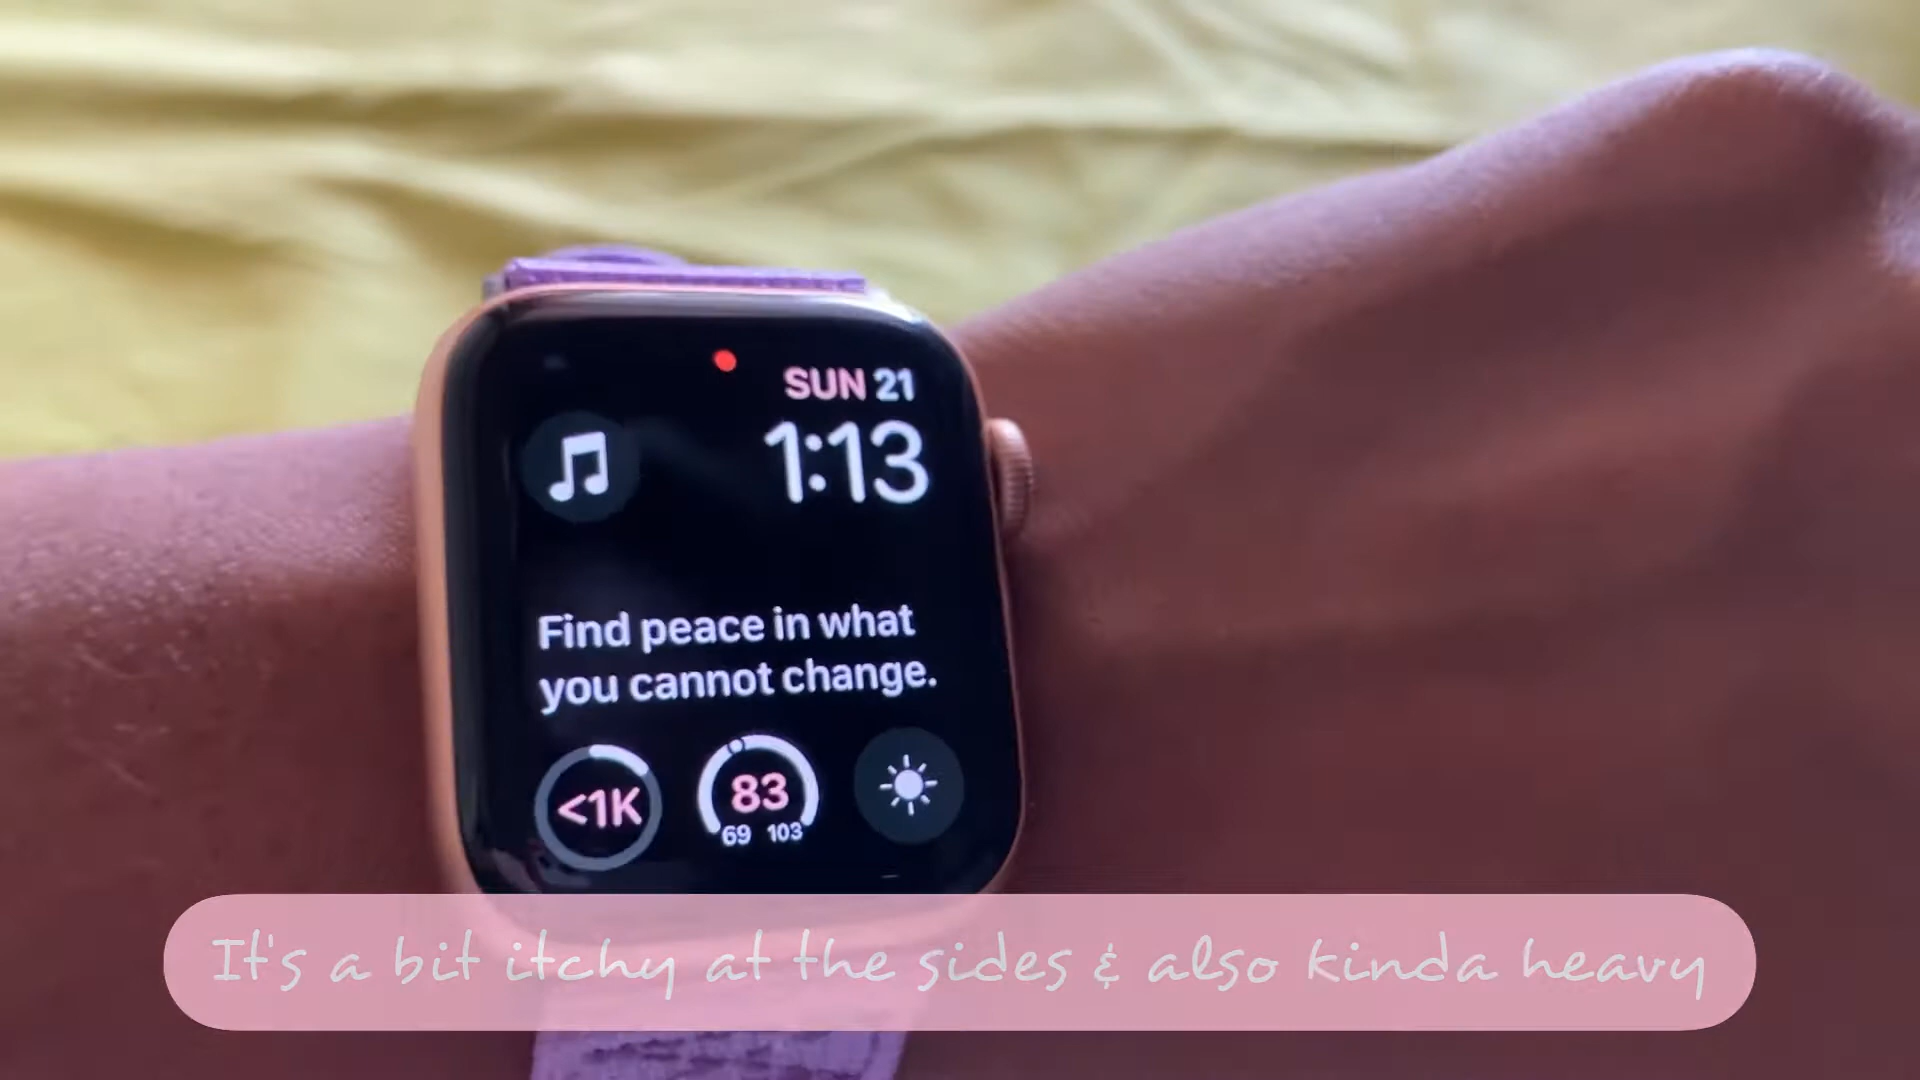 SUN 21
1:13
Find peace in what
you cannot change.
<1K
83
69 103
It's a bit itchy at the sides & also kinda heavy